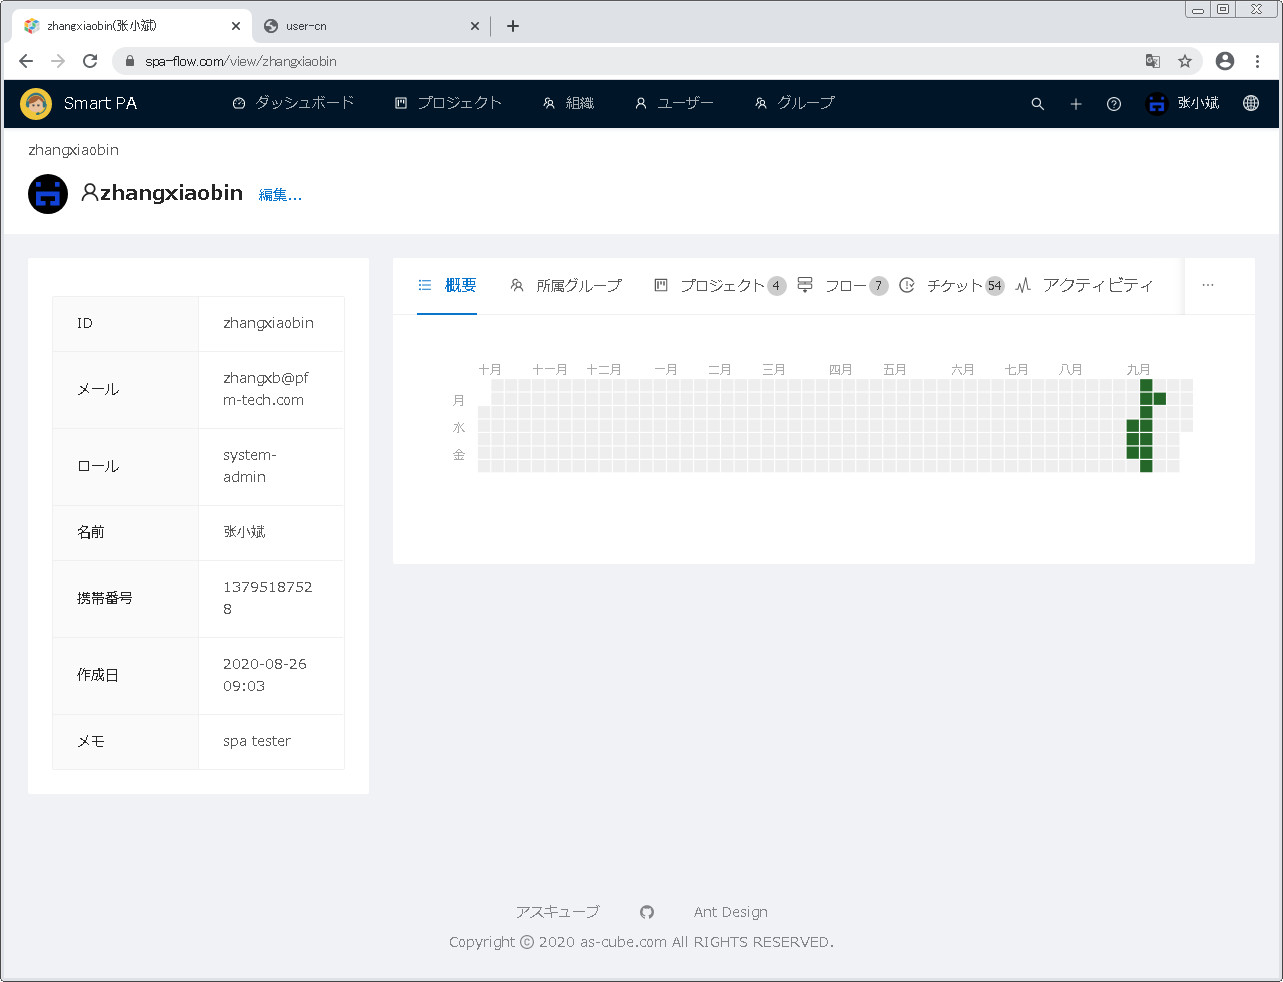 zhangxiaobin(张小斌)
user-cn
spa-flow.com/view/zhangxiaobin
Smart PA
ダッシュボード
プロジェクト
組織
ユーザー
グループ
张小斌
zhangxiaobin
zhangxiaobin 編集...
概要
所属グループ
プロジェクト 4
フロー 7
チケット 54
アクティビティ
...
ID
zhangxiaobin
メール
zhangxb@pf
m-tech.com
ロール
system-
admin
名前
张小斌
携帯番号
1379518752
8
作成日
2020-08-26
09:03
メモ
spa tester
十月 十一月 十二月 一月 二月 三月 四月 五月 六月 七月 八月 九月
月
水
金
アスキューブ
Ant Design
Copyright © 2020 as-cube.com All RIGHTS RESERVED.